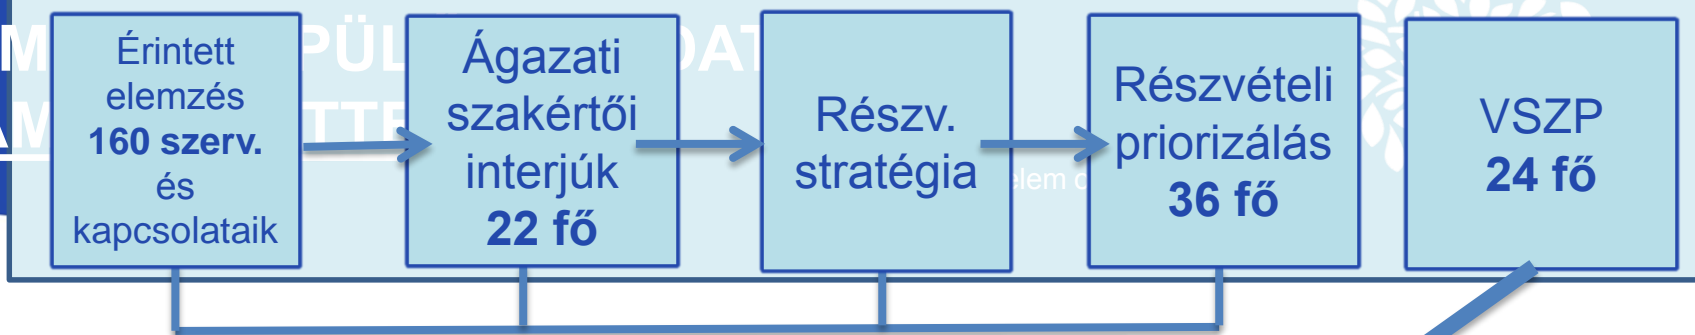 Érintett
elemzés
160 szerv.
és
kapcsolataik
Ágazati
szakértői
interjúk
22 fő
Részv.
stratégia
Részvételi
priorizálás
36 fő
VSZP
24 fő